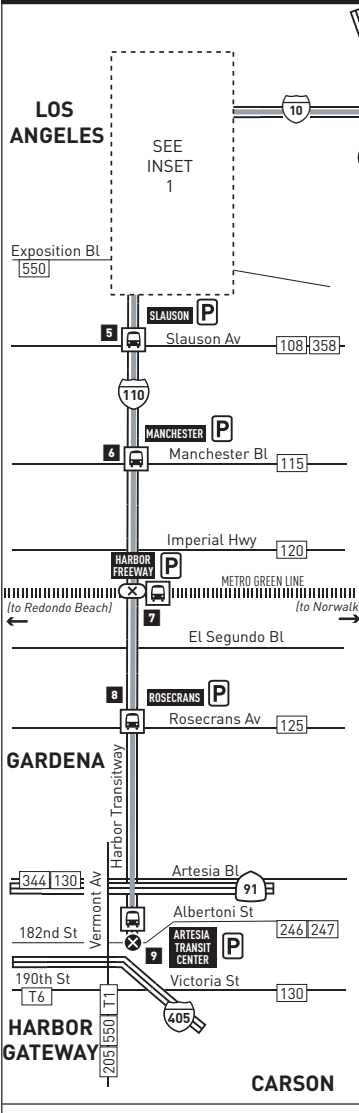 10
LOS
ANGELES
SEE
INSET
1
Exposition Bl
550
SLAUSON P
5
Slauson Av
108 358
110
MANCHESTER P
6
Manchester Bl
115
Imperial Hwy
120
HARBOR
FREEWAY
P
METRO GREEN LINE
(to Redondo Beach)
(to Norwalk
7
El Segundo Bl
8
ROSECRANS P
Rosecrans Av
125
GARDENA
Harbor Transitway
Vermont Av
Artesia Bl
344 130
91
Albertoni St
182nd St
246 247
9
ARTESIA
TRANSIT
CENTER
P
190th St
T6
Victoria St
130
405
205 550 T1
HARBOR
GATEWAY
CARSON